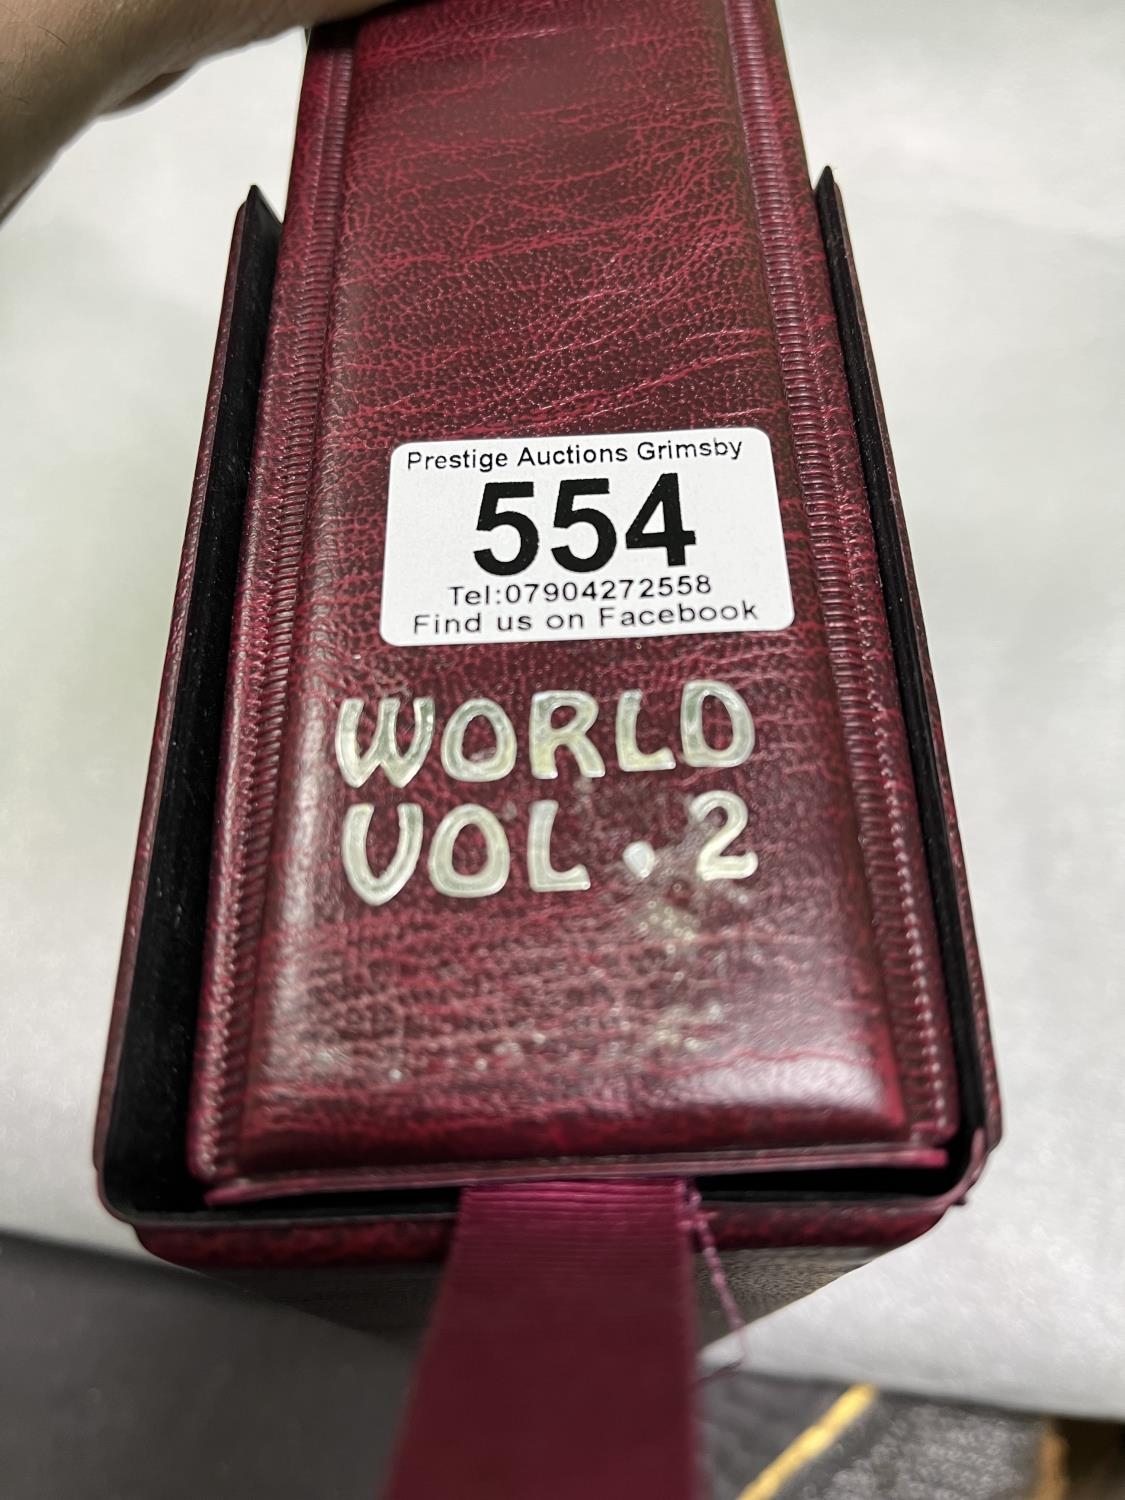 Prestige Auctions Grimsby
554
Tel:07904272558
Find us on Facebook
WORLD
VOL.2